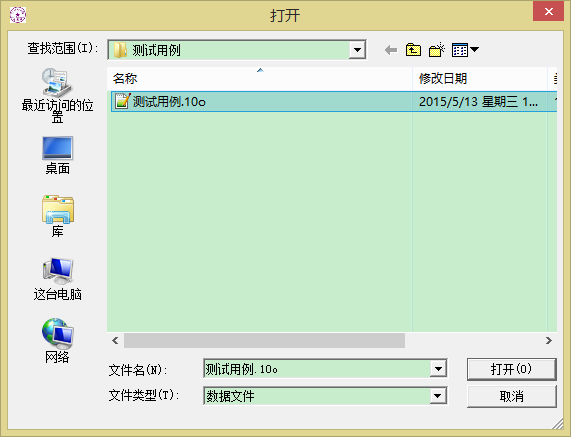 打开
查找范围(I):
测试用例
名称
修改日期
测试用例.10o
2015/5/13 星期三 1...
最近访问的位
置
桌面
库
这台电脑
网络
文件名(N):
测试用例.10o
打开(O)
文件类型(T):
数据文件
取消